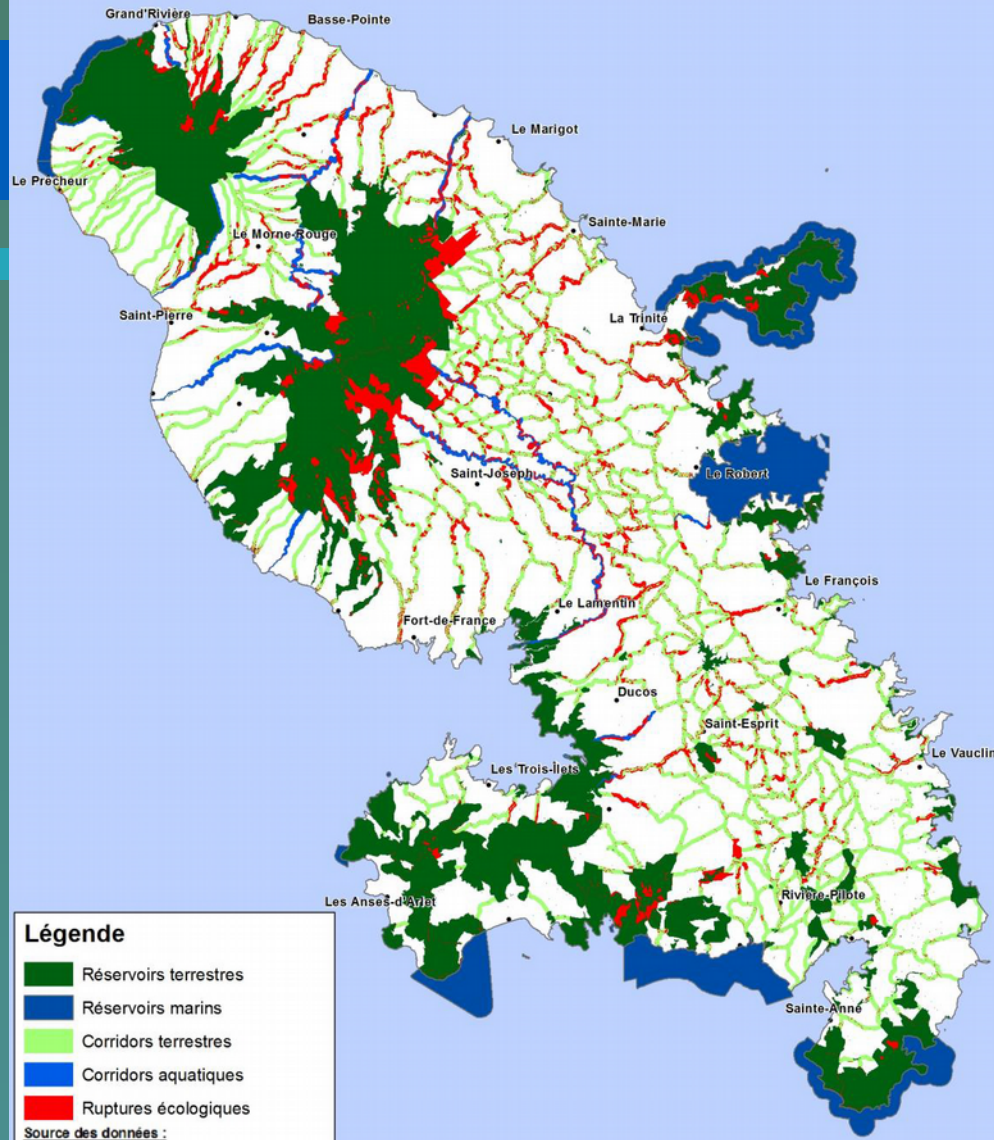 Grand'Rivière
Basse-Pointe
Le Marigot
Le Prêcheur
Sainte-Marie
Le Morne-Rouge
Saint-Pierre
La Trinité
Le Robert
Saint-Joseph
Le François
Le Lamentin
Fort-de-France
Ducos
Saint-Esprit
Le Vauclin
Les Trois-Îlets
Rivière-Pilote
Les Anses-d'Arlet
Sainte-Anne
Légende
Réservoirs terrestres
Réservoirs marins
Corridors terrestres
Corridors aquatiques
Ruptures écologiques
Source des données :